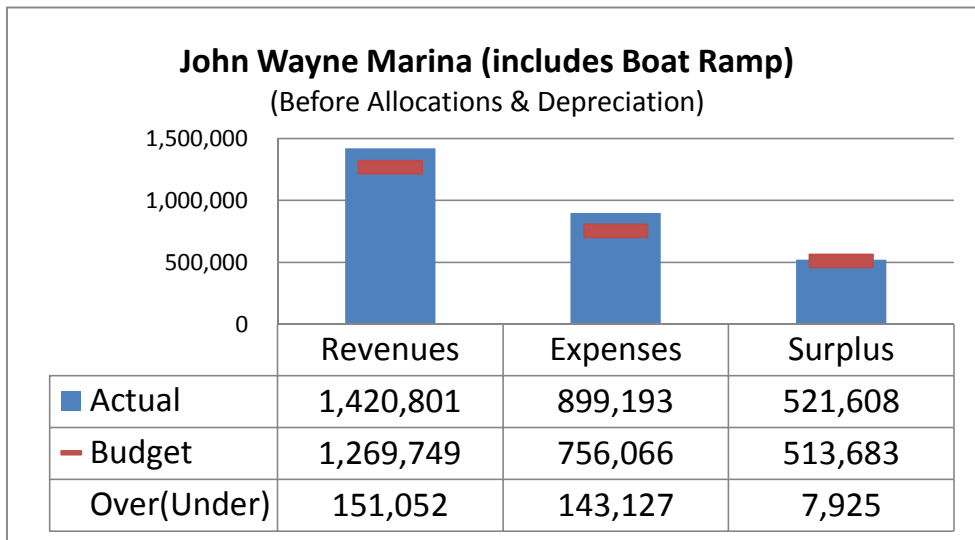 John Wayne Marina (includes Boat Ramp)
(Before Allocations & Depreciation)
1,500,000
1,000,000
500,000
0
Revenues Expenses Surplus
Actual 1,420,801 899,193 521,608
Budget 1,269,749 756,066 513,683
Over(Under) 151,052 143,127 7,925